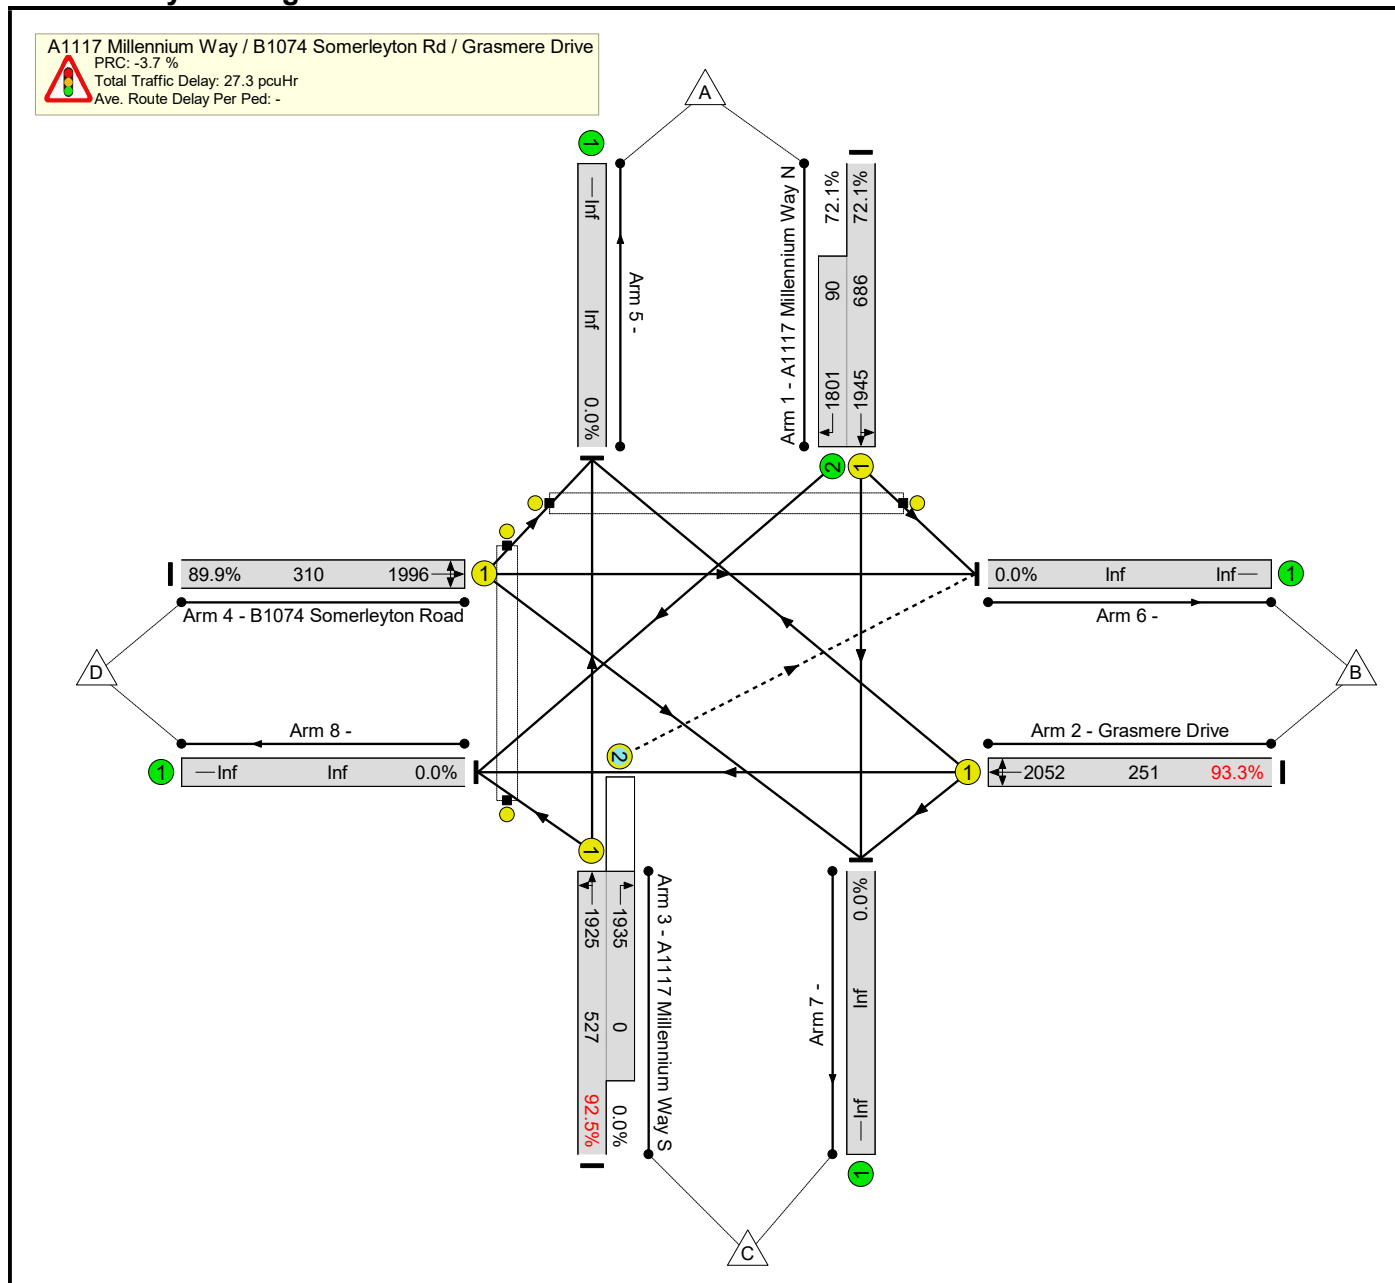 A1117 Millennium Way / B1074 Somerleyton Rd / Grasmere Drive
PRC: -3.7 %
Total Traffic Delay: 27.3 pcuHr
Ave. Route Delay Per Ped: -
A
1
Inf
Inf
0.0%
Arm 5 -
Arm 1 - A1117 Millennium Way N
72.1%
90
1801
72.1%
686
1945
2
1
89.9% 310 1996
1
Arm 4 - B1074 Somerleyton Road
0.0% Inf Inf
1
Arm 6 -
D
B
Arm 8 -
1
Inf Inf 0.0%
2
Arm 2 - Grasmere Drive
1
2052 251 93.3%
1
1925
527
92.5%
1935
0
0.0%
Arm 3 - A1117 Millennium Way S
Arm 7 -
0.0%
Inf
Inf
1
C